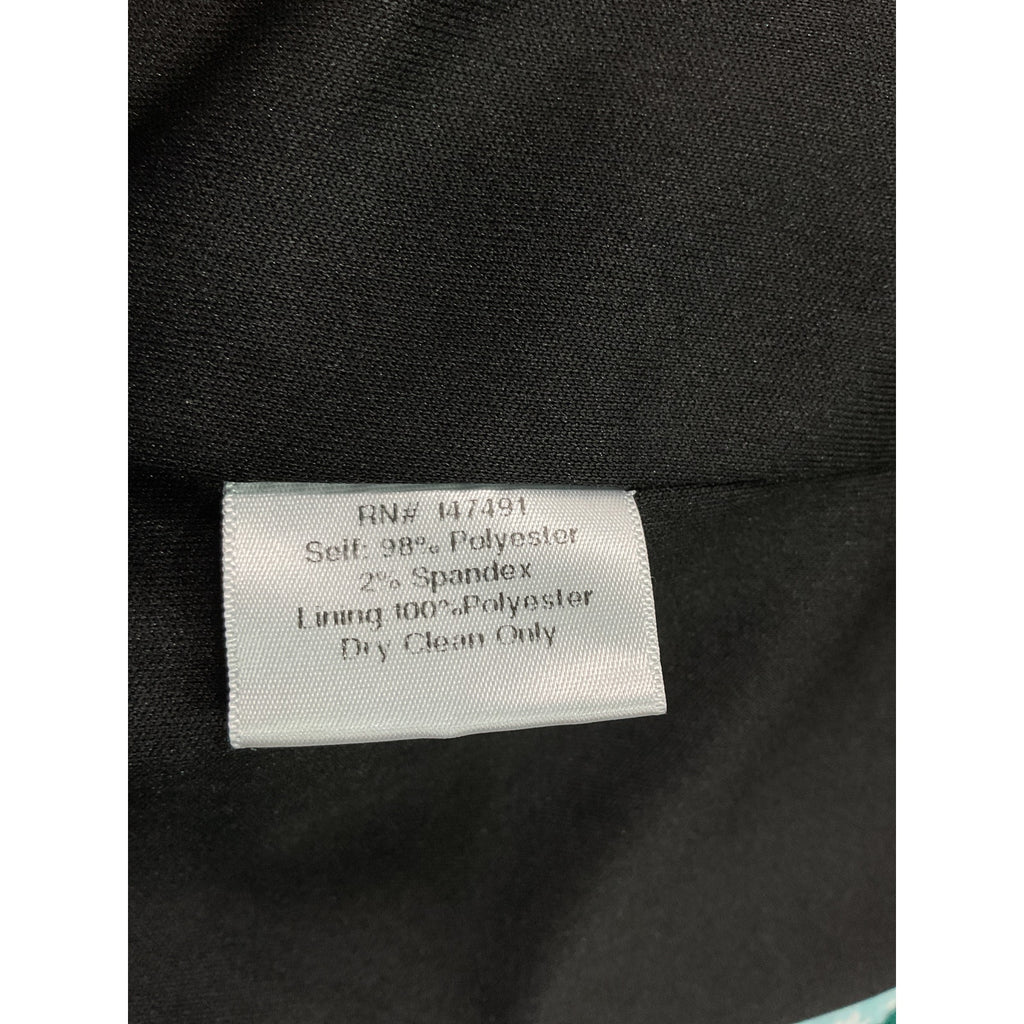 RN# 147491
Self: 98% Polyester
2% Spandex
Lining 100%Polyester
Dry Clean Only